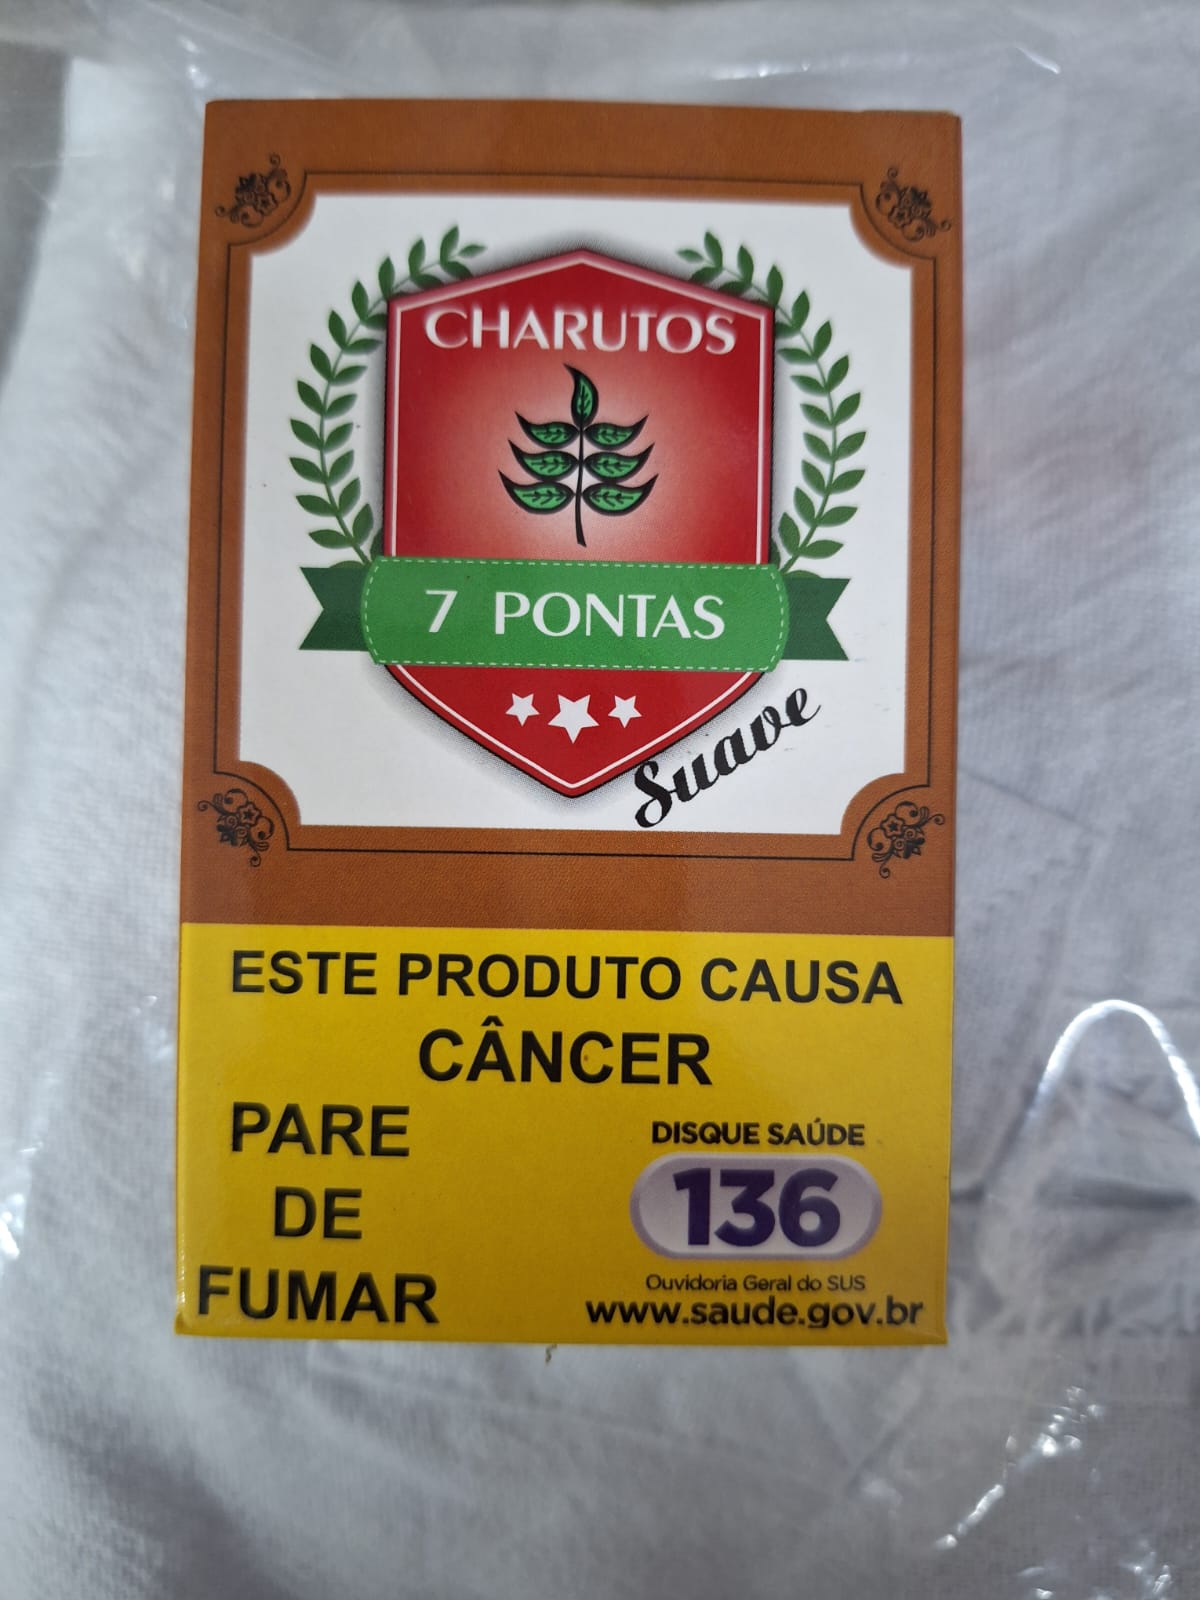 CHARUTOS
7 PONTAS
Suave
ESTE PRODUTO CAUSA
CÂNCER
PARE
DE
FUMAR
DISQUE SAÚDE
136
Ouvidoria Geral do SUS
www.saude.gov.br